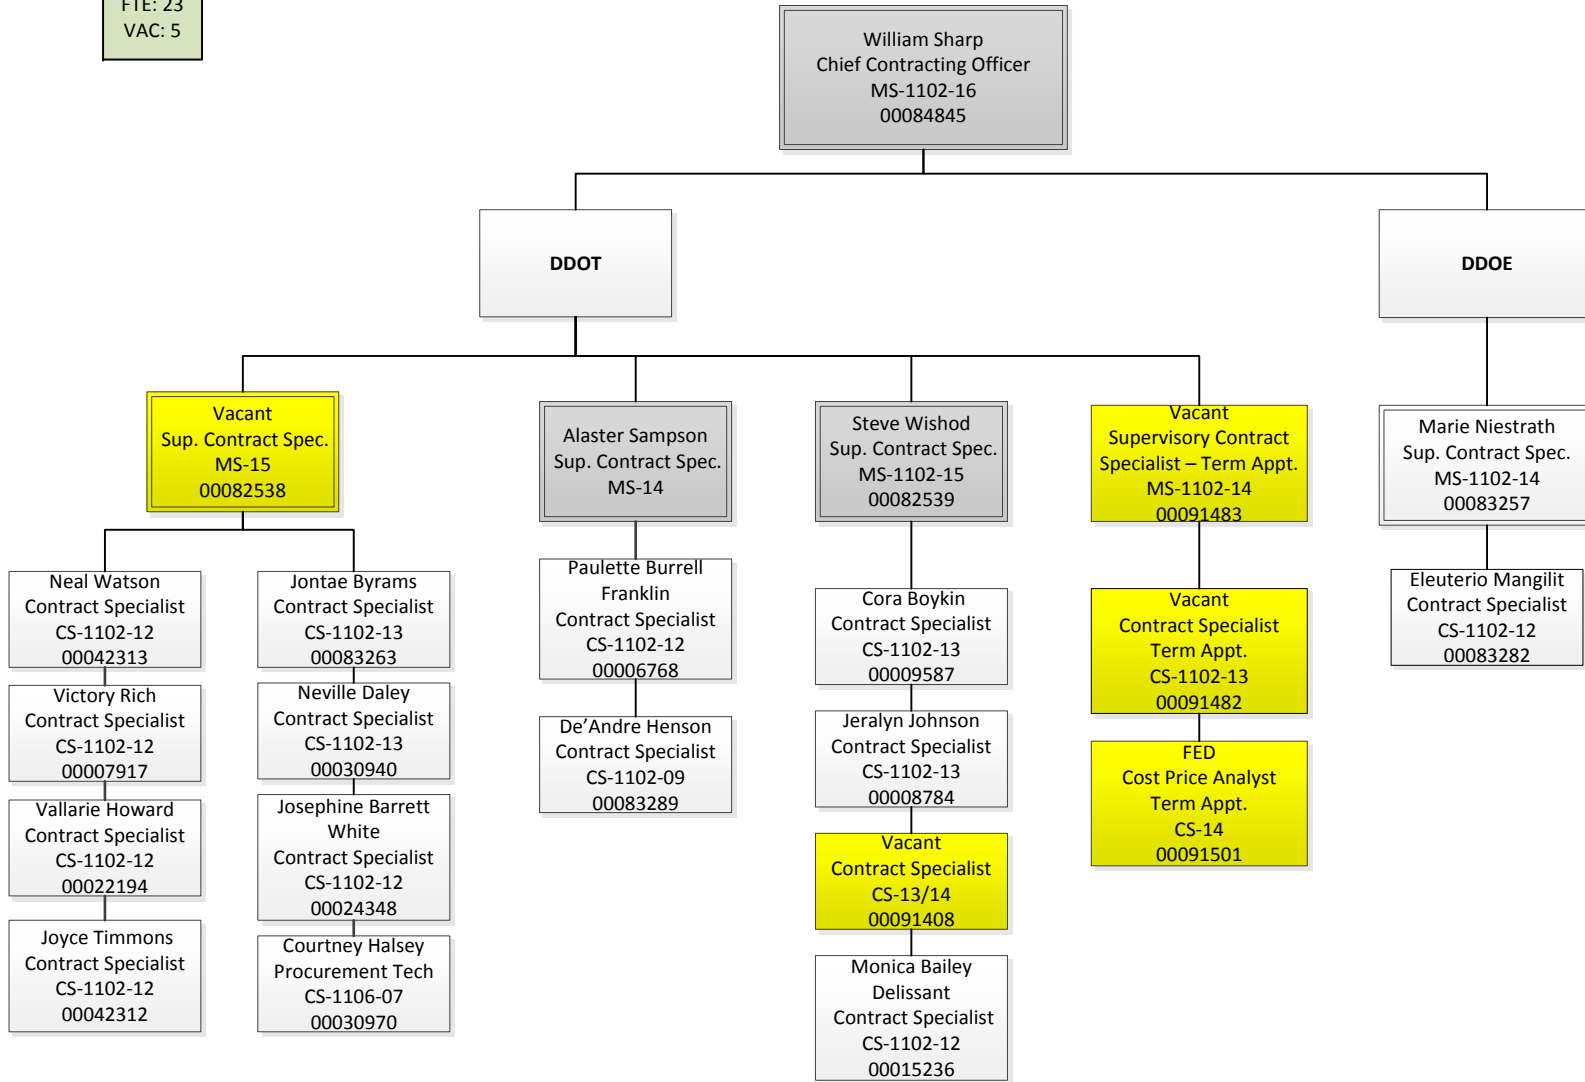 FTE: 23
VAC: 5
William Sharp
Chief Contracting Officer
MS-1102-16
00084845
DDOT
DDOE
Vacant
Sup. Contract Spec.
MS-15
00082538
Alaster Sampson
Sup. Contract Spec.
MS-14
Steve Wishod
Sup. Contract Spec.
MS-1102-15
00082539
Vacant
Supervisory Contract
Specialist – Term Appt.
MS-1102-14
00091483
Marie Niestrath
Sup. Contract Spec.
MS-1102-14
00083257
Neal Watson
Contract Specialist
CS-1102-12
00042313
Victory Rich
Contract Specialist
CS-1102-12
00007917
Vallarie Howard
Contract Specialist
CS-1102-12
00022194
Joyce Timmons
Contract Specialist
CS-1102-12
00042312
Jontae Byrams
Contract Specialist
CS-1102-13
00083263
Neville Daley
Contract Specialist
CS-1102-13
00030940
Josephine Barrett
White
Contract Specialist
CS-1102-12
00024348
Courtney Halsey
Procurement Tech
CS-1106-07
00030970
Paulette Burrell
Franklin
Contract Specialist
CS-1102-12
00006768
De’Andre Henson
Contract Specialist
CS-1102-09
00083289
Cora Boykin
Contract Specialist
CS-1102-13
00009587
Jeralyn Johnson
Contract Specialist
CS-1102-13
00008784
Vacant
Contract Specialist
CS-13/14
00091408
Monica Bailey
Delissant
Contract Specialist
CS-1102-12
00015236
Vacant
Contract Specialist
Term Appt.
CS-1102-13
00091482
FED
Cost Price Analyst
Term Appt.
CS-14
00091501
Eleuterio Mangilit
Contract Specialist
CS-1102-12
00083282